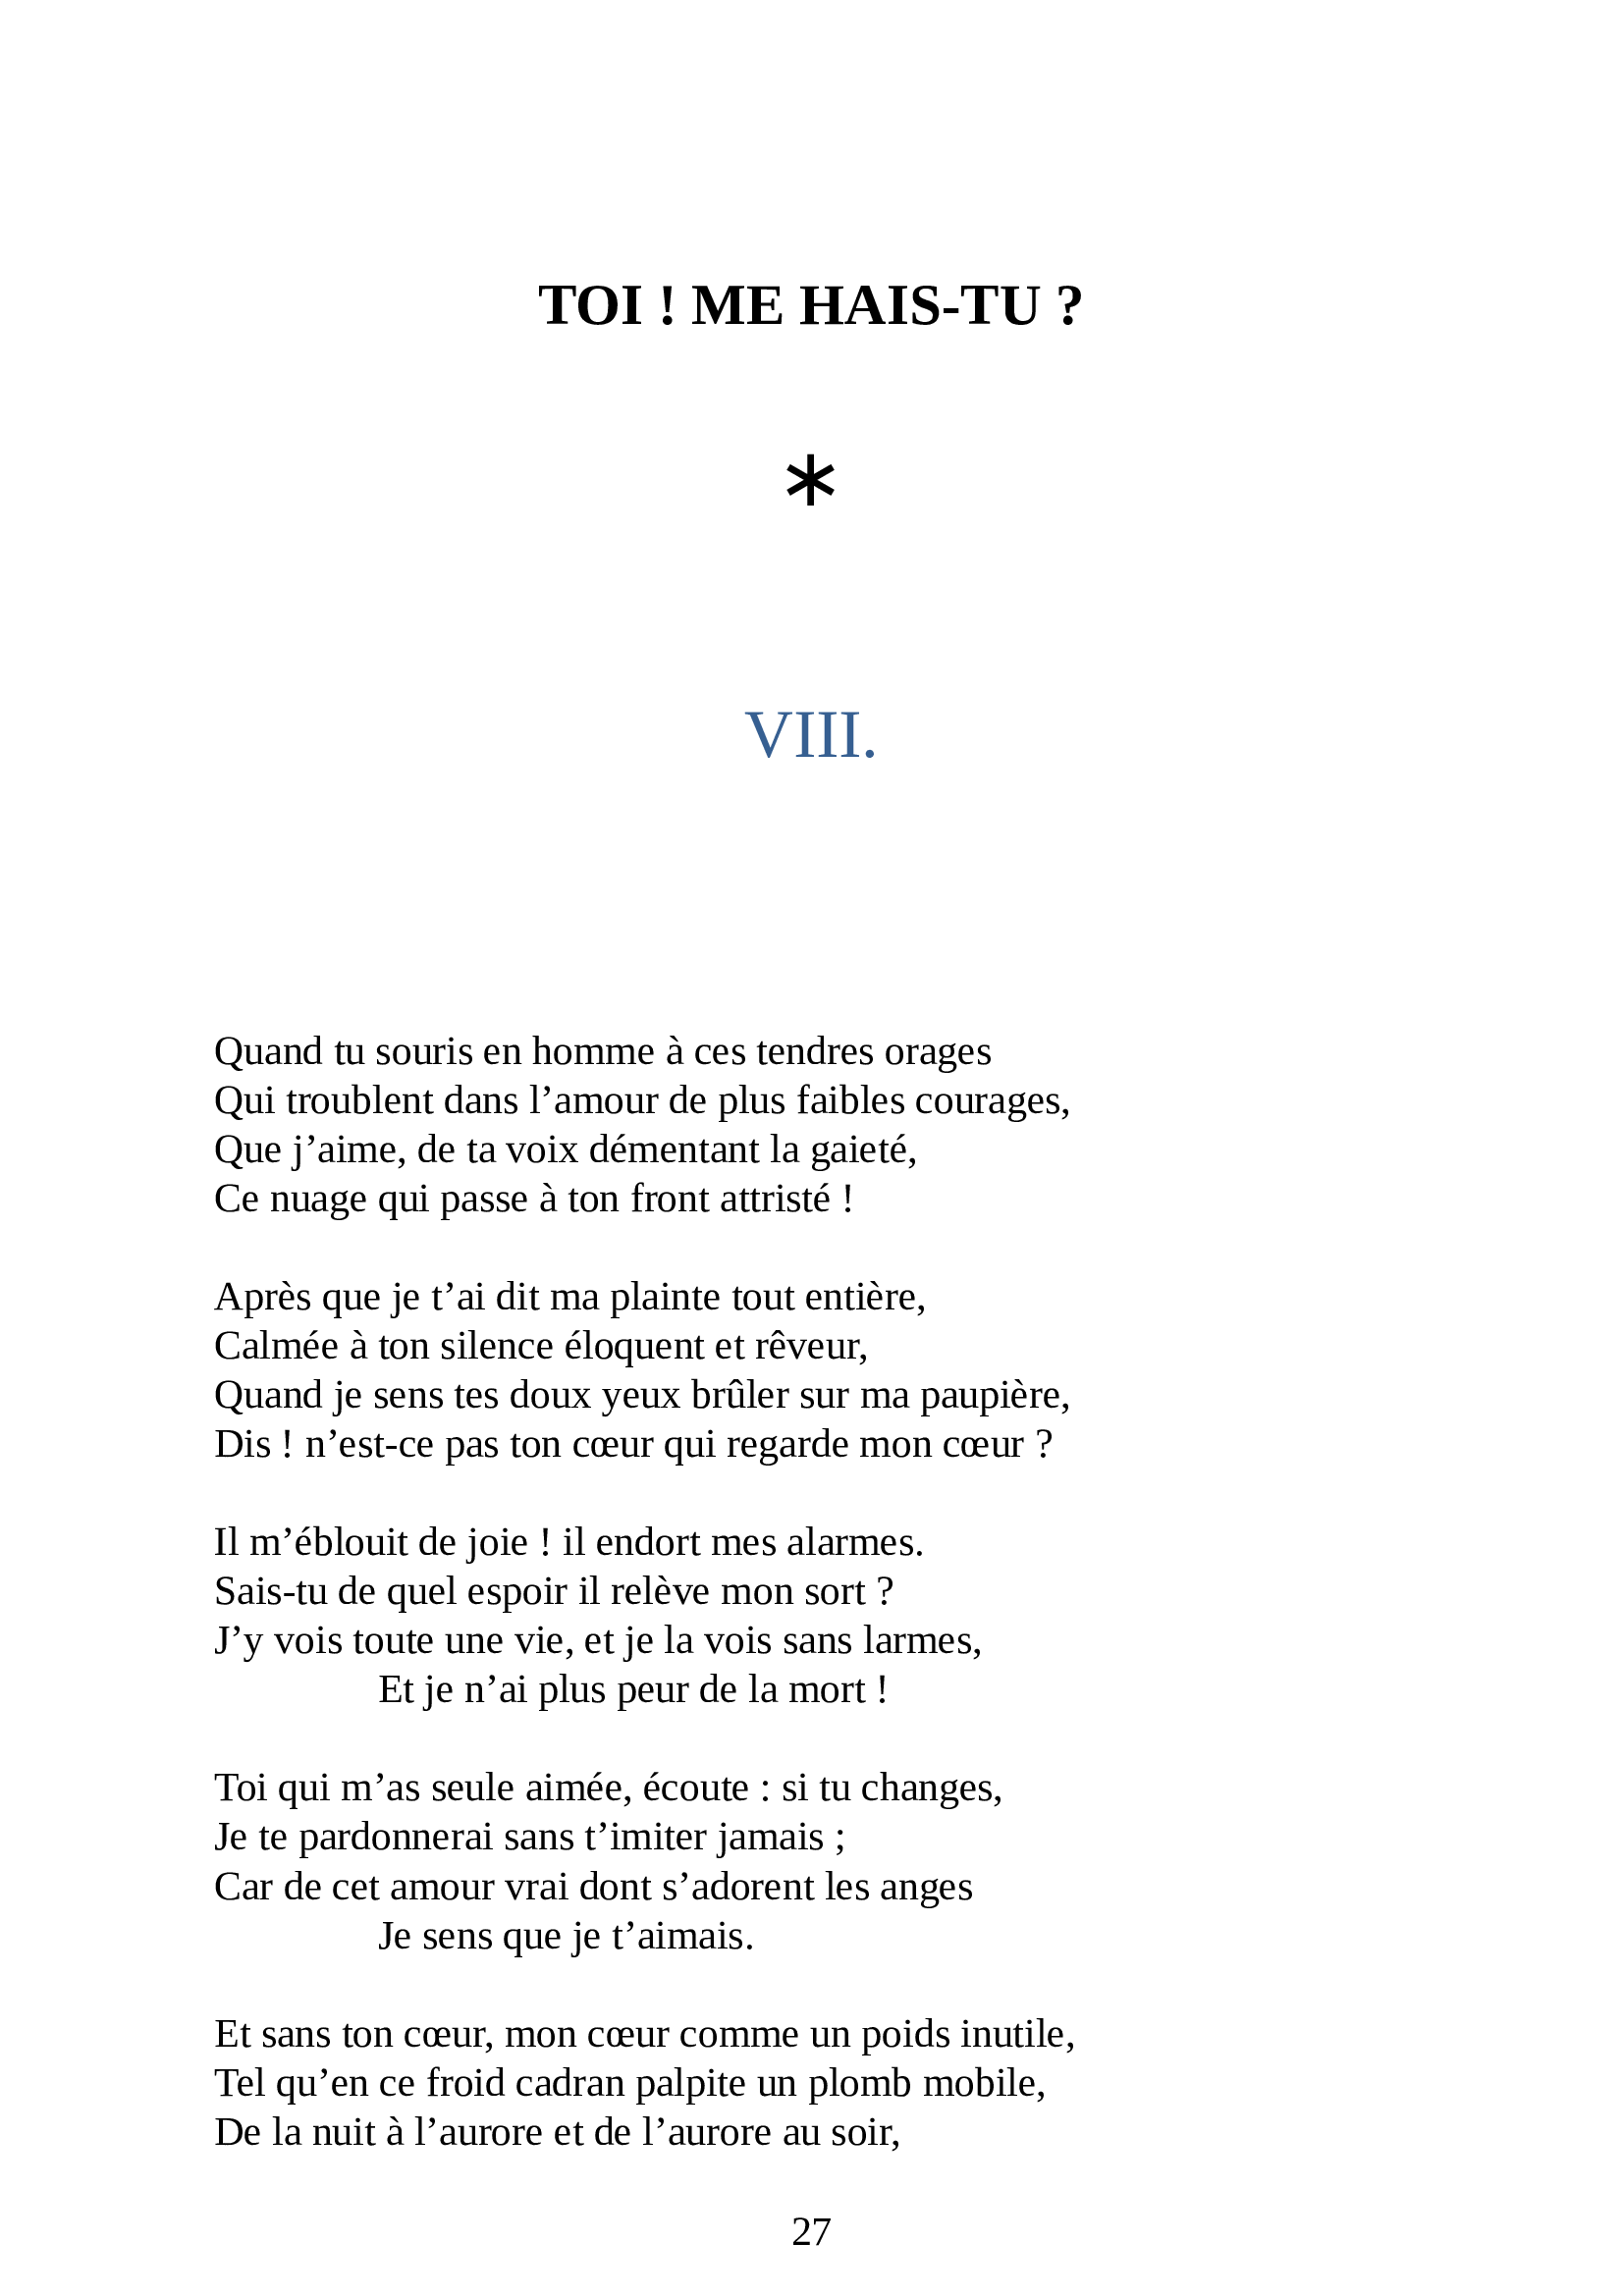 TOI ! ME HAIS-TU ?
*
VIII.
Quand tu souris en homme à ces tendres orages
Qui troublent dans l’amour de plus faibles courages,
Que j’aime, de ta voix démentant la gaieté,
Ce nuage qui passe à ton front attristé !
Après que je t’ai dit ma plainte tout entière,
Calmée à ton silence éloquent et rêveur,
Quand je sens tes doux yeux brûler sur ma paupière,
Dis ! n’est-ce pas ton cœur qui regarde mon cœur ?
Il m’éblouit de joie ! il endort mes alarmes.
Sais-tu de quel espoir il relève mon sort ?
J’y vois toute une vie, et je la vois sans larmes,
Et je n’ai plus peur de la mort !
Toi qui m’as seule aimée, écoute : si tu changes,
Je te pardonnerai sans t’imiter jamais ;
Car de cet amour vrai dont s’adorent les anges
Je sens que je t’aimais.
Et sans ton cœur, mon cœur comme un poids inutile,
Tel qu’en ce froid cadran palpite un plomb mobile,
De la nuit à l’aurore et de l’aurore au soir,
27